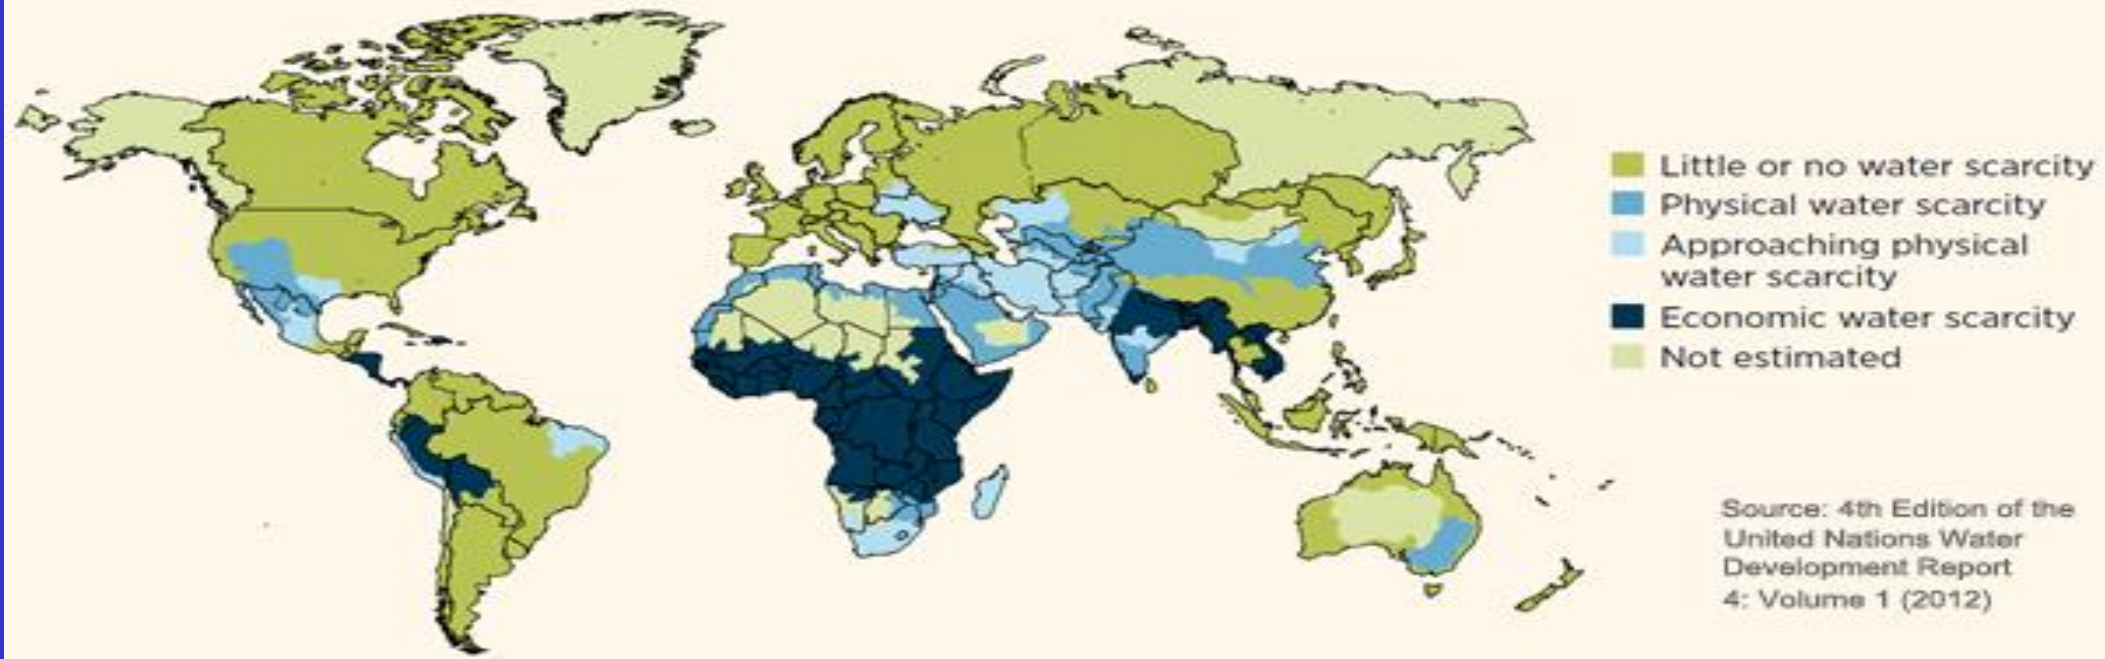 Little or no water scarcity
Physical water scarcity
Approaching physical
water scarcity
Economic water scarcity
Not estimated
Source: 4th Edition of the
United Nations Water
Development Report
4: Volume 1 (2012)